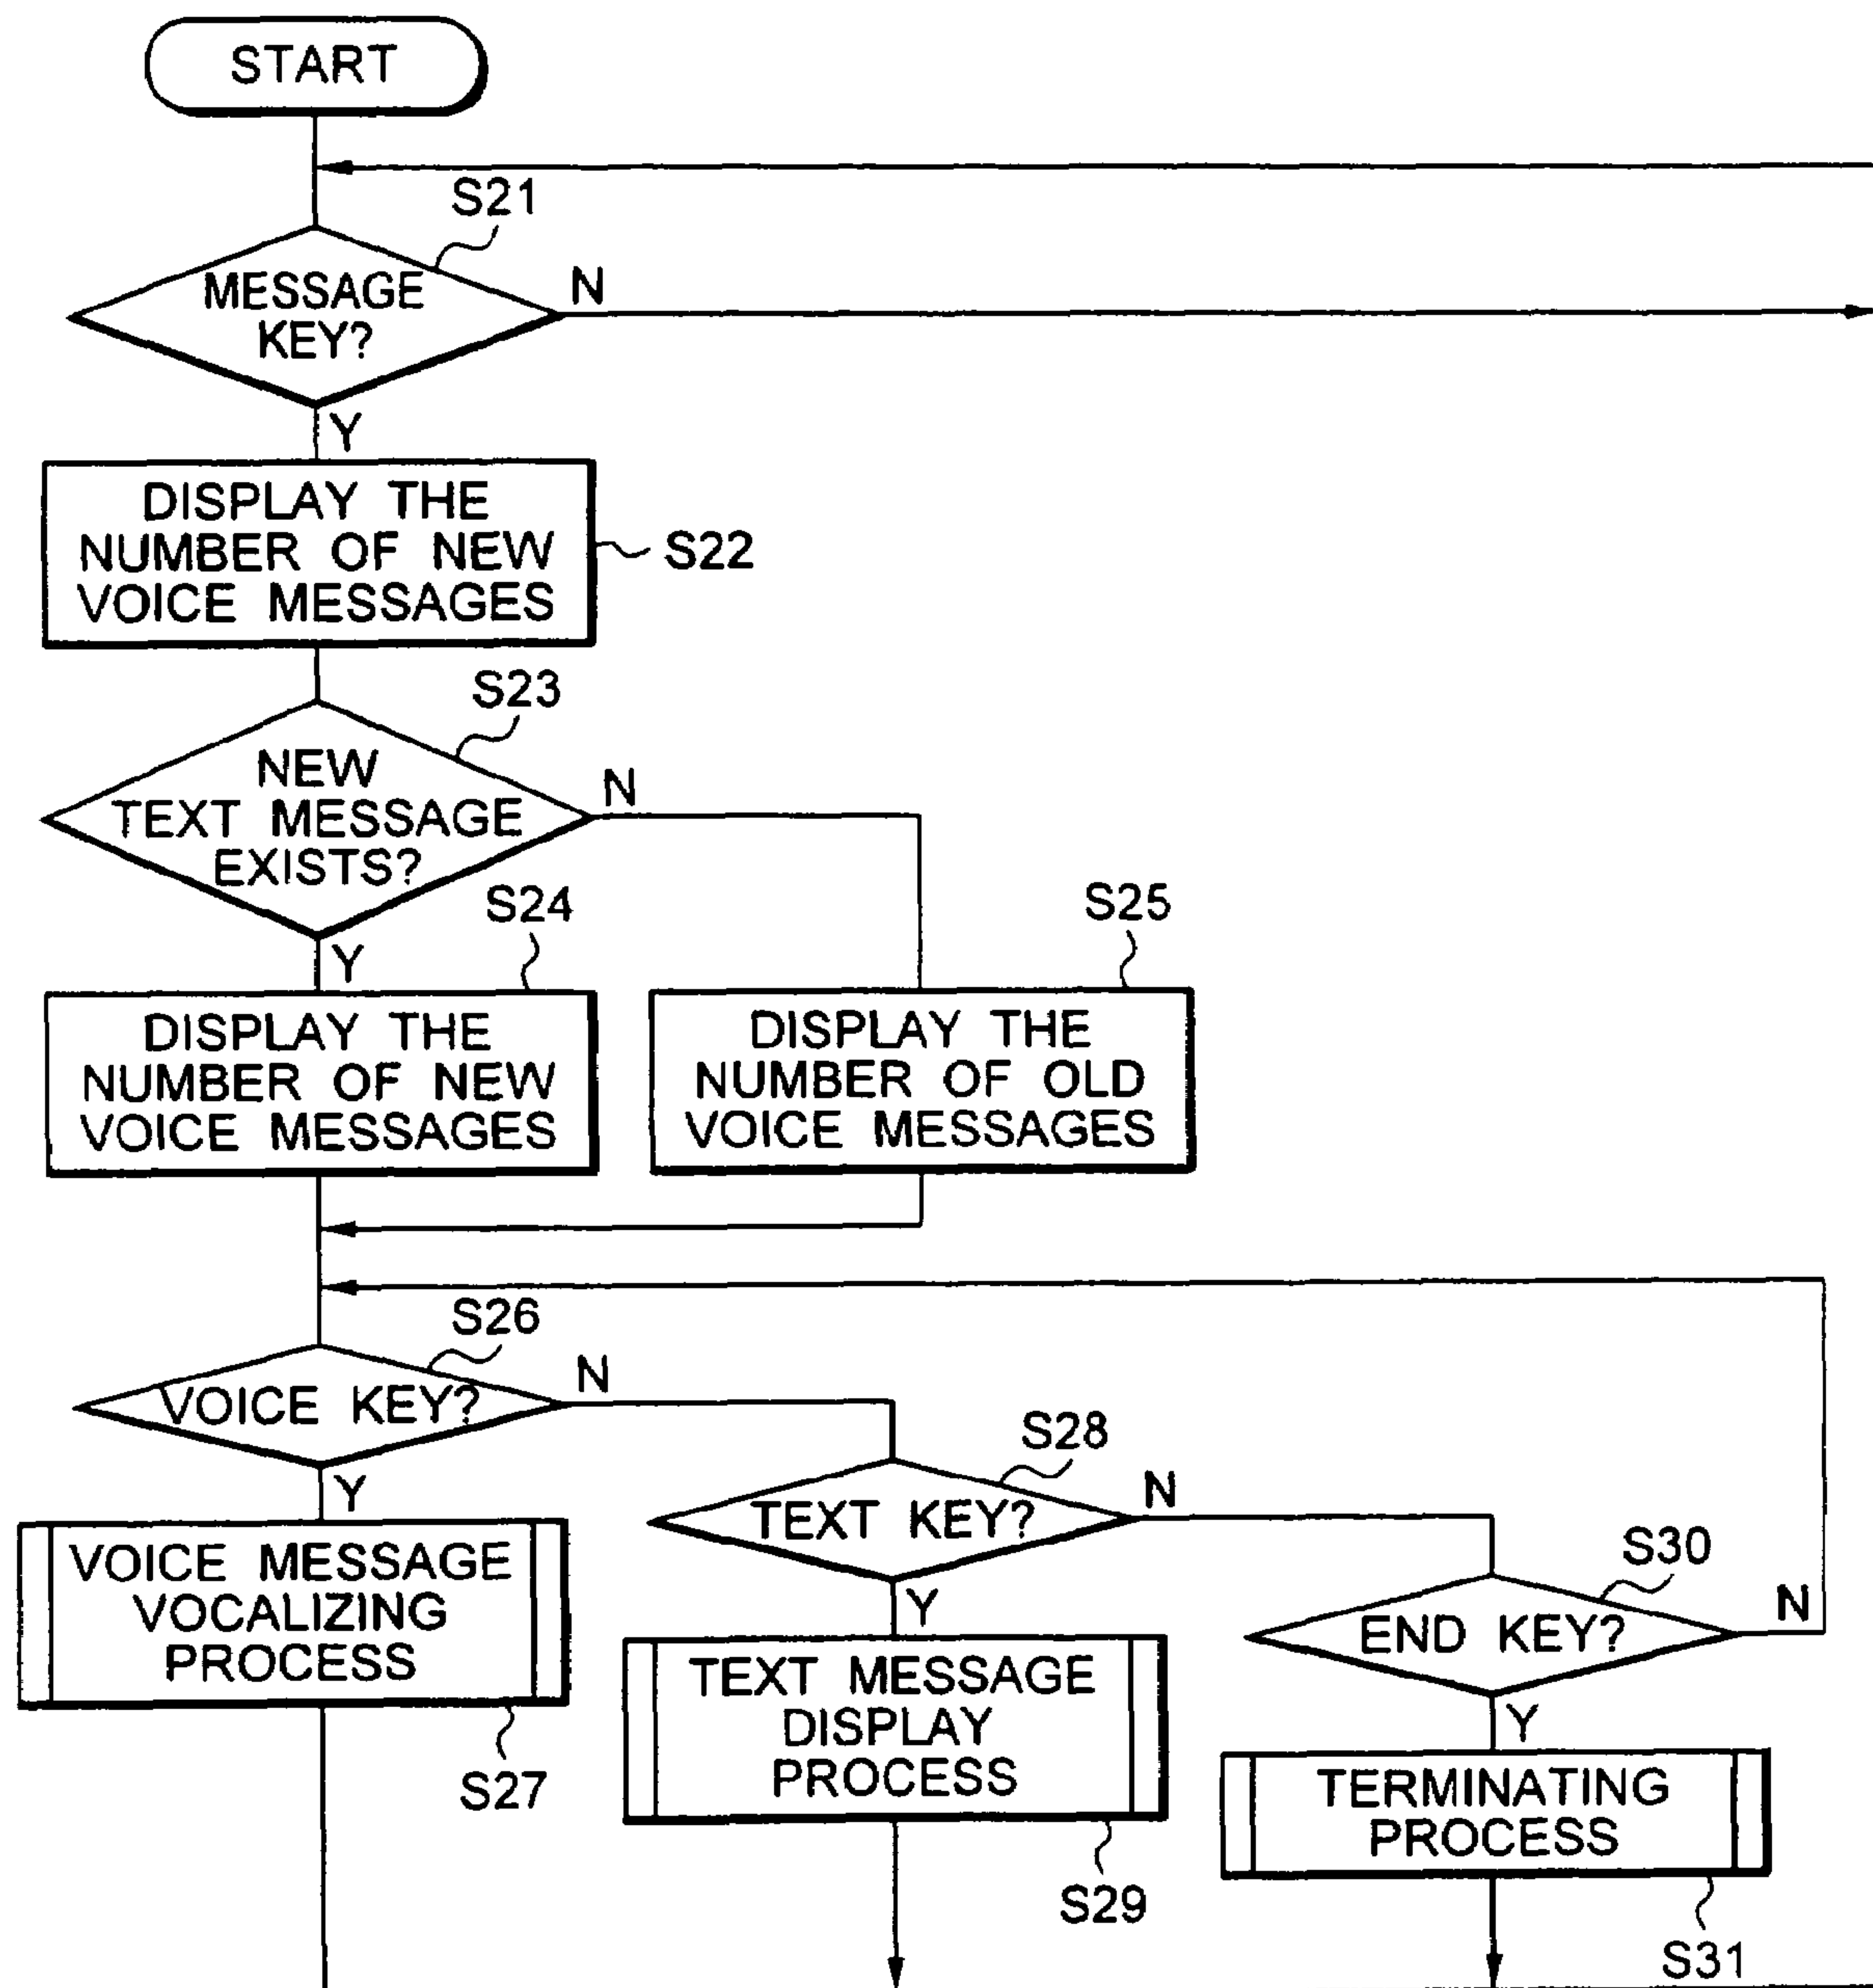 START
S21
MESSAGE
KEY?
N
Y
DISPLAY THE
NUMBER OF NEW
VOICE MESSAGES
S22
S23
NEW
TEXT MESSAGE
EXISTS?
N
Y
S24
DISPLAY THE
NUMBER OF NEW
VOICE MESSAGES
S25
DISPLAY THE
NUMBER OF OLD
VOICE MESSAGES
S26
VOICE KEY?
N
Y
VOICE MESSAGE
VOCALIZING
PROCESS
S27
S28
TEXT KEY?
N
Y
TEXT MESSAGE
DISPLAY
PROCESS
S29
S30
END KEY?
N
Y
TERMINATING
PROCESS
S31